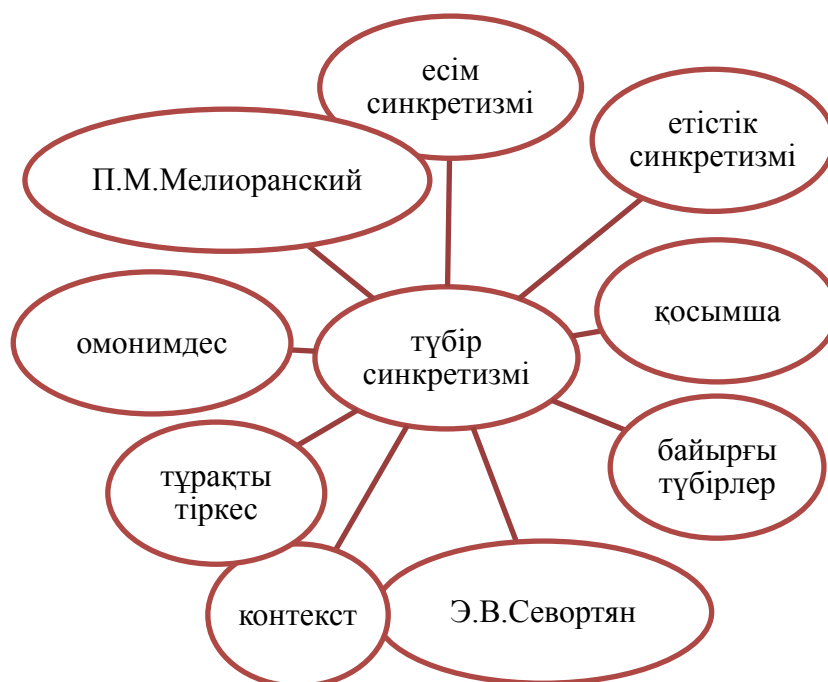 есім
синкретизмі
етістік
синкретизмі
П.М.Мелиоранский
қосымша
омонимдес
түбір
синкретизмі
байырғы
түбірлер
тұрақты
тіркес
контекст
Э.В.Севортян